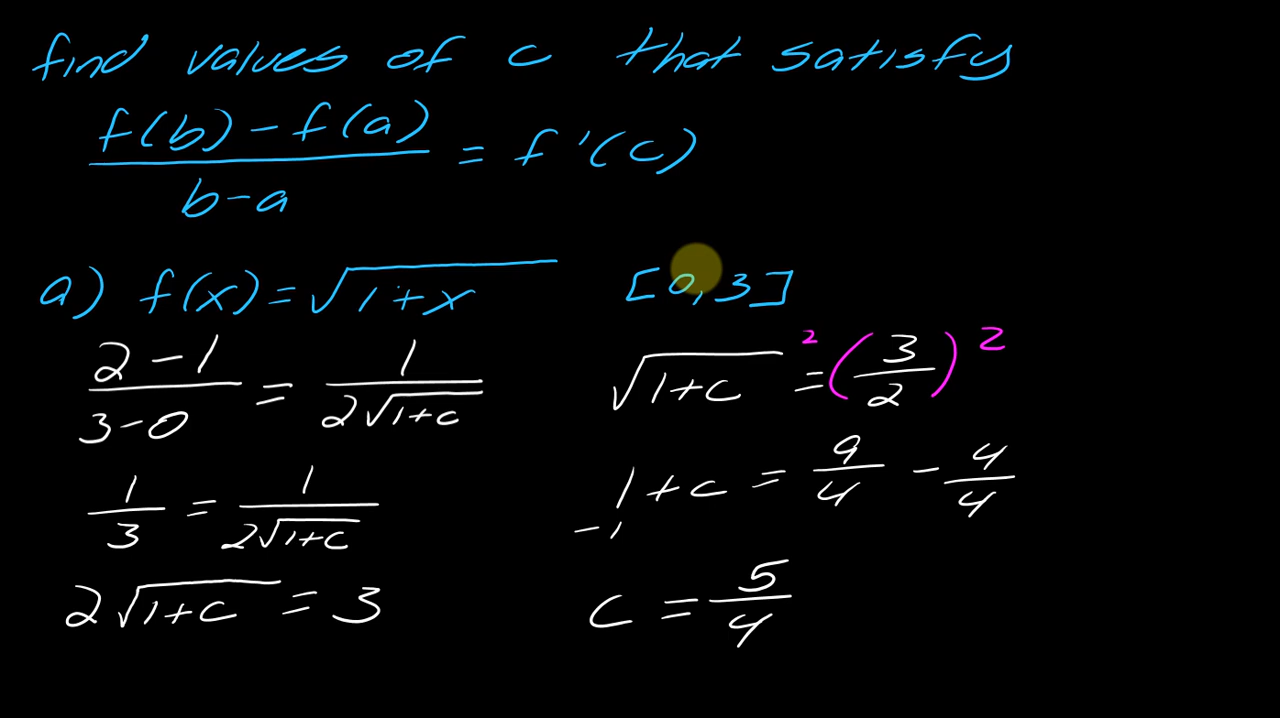 find values of c that satisfy
f(b) - f(a) / b - a = f'(c)
a) f(x) = √(1+x) [0, 3]
2 - 1 / 3 - 0 = 1 / 2√(1+c)
1/3 = 1 / 2√(1+c)
2√(1+c) = 3
√(1+c)² = (3/2)²
1 + c = 9/4 - 4/4
-1
c = 5/4